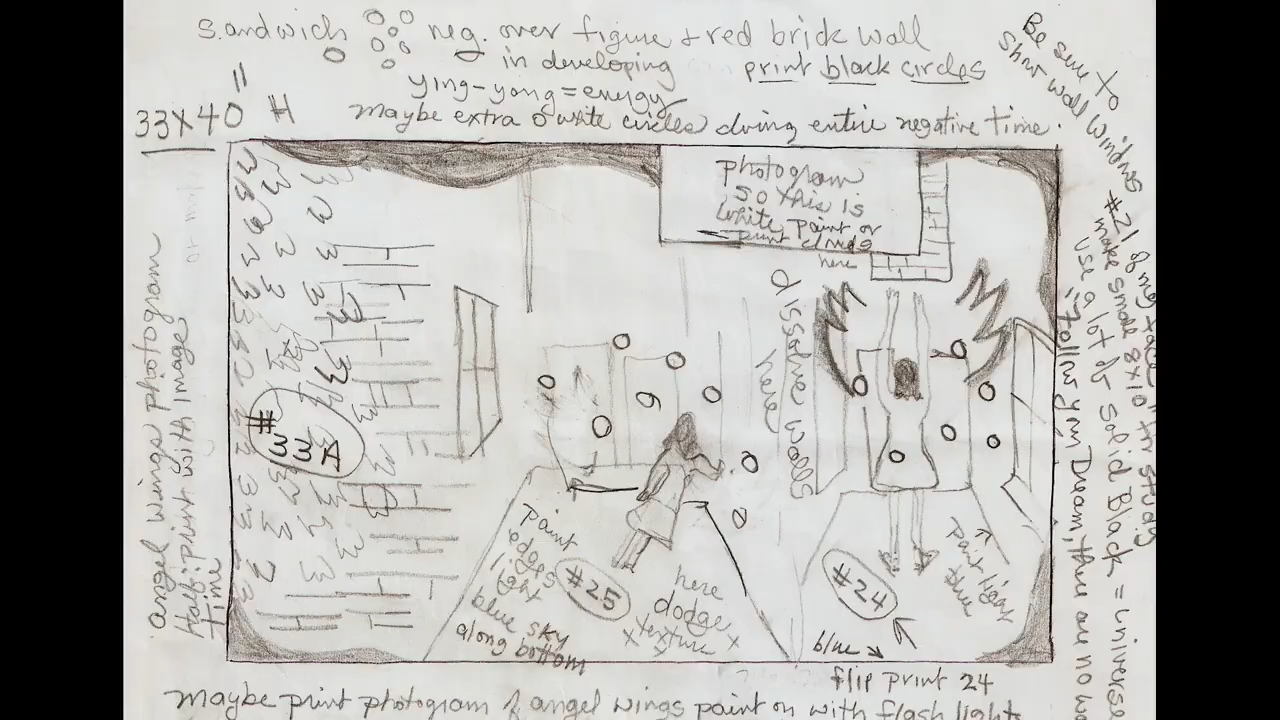 Sandwich neg. over figure + red brick wall
in developing print black circles
ying-yong = energy
33x40" H
Maybe extra white circles during entire negative time.
Be sure to
show wall windows
photogram
so this is
white paint or
print clouds
here
dissolve walls
here
angel wings photogram
Half: print with image
time
#33A
paint
edges
light
blue sky
along bottom
#25
here
dodge
x texture x
#24
paint light
blue
blue
flip print 24
#21 of my face" for study
make small 8x10
use a lot of solid Black = universe
"Follow ym Dream, thee are no
Maybe print photogram of angel wings paint on with flash light